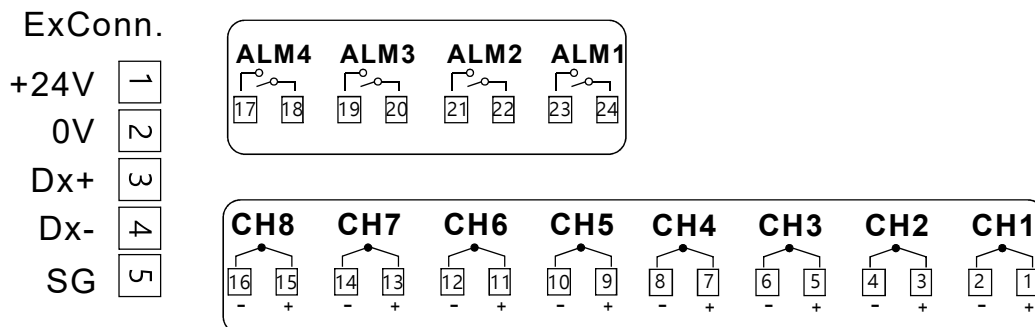 ExConn.
+24V 1
0V 2
Dx+ 3
Dx- 4
SG 5
ALM4 ALM3 ALM2 ALM1
17 18 19 20 21 22 23 24
CH8 CH7 CH6 CH5 CH4 CH3 CH2 CH1
16 15 14 13 12 11 10 9 8 7 6 5 4 3 2 1
- + - + - + - + - + - + - + - +